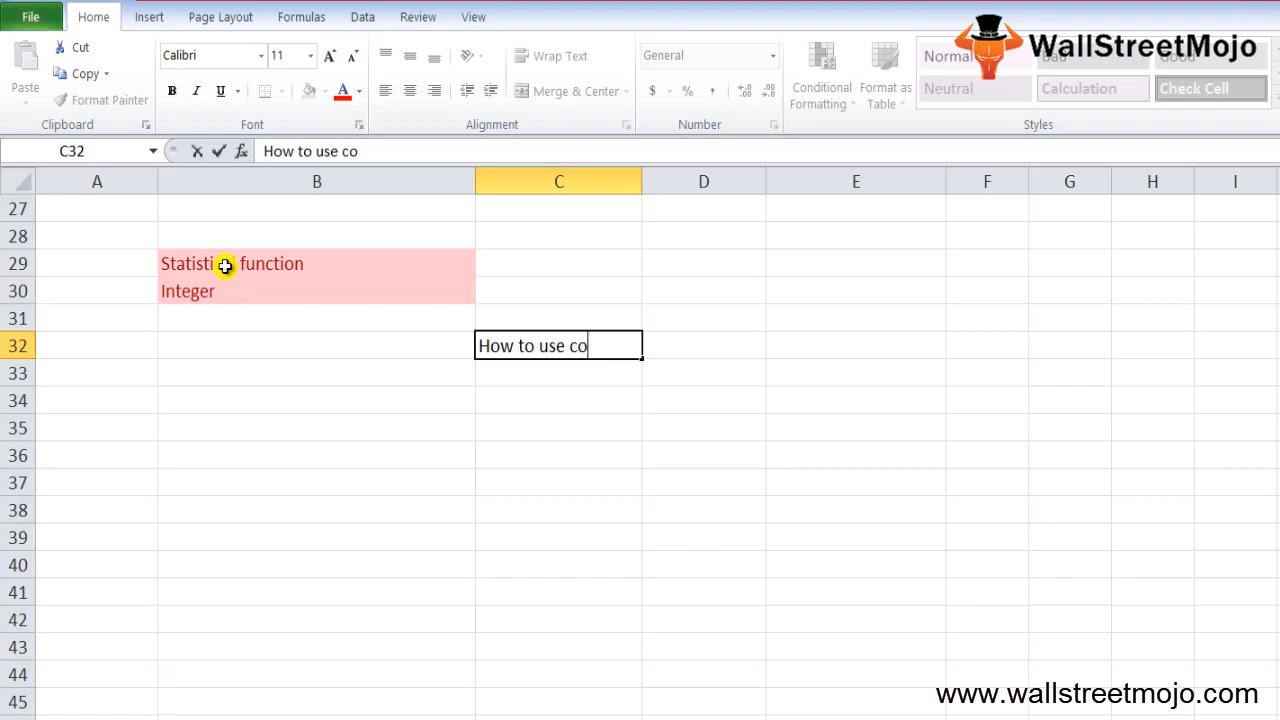 File Home Insert Page Layout Formulas Data Review View
WallStreetMojo
Paste
Cut
Copy
Format Painter
Clipboard
Calibri 11
B I U A
Font
Wrap Text
Merge & Center
Alignment
General
$ % ,
Number
Conditional Formatting
Format as Table
Normal Bad Good
Neutral Calculation Check Cell
Styles
C32 fx How to use co
A B C D E F G H I
27
28
29 function
30 Integer
31
32 How to use co
33
34
35
36
37
38
39
40
41
42
43
44
45
www.wallstreetmojo.com